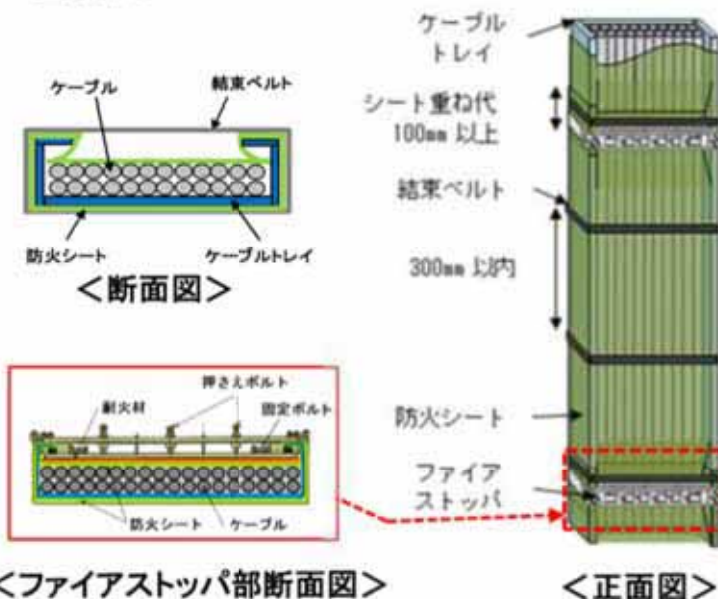 ケーブル
結束ベルト
防火シート
ケーブルトレイ
＜断面図＞
押さえボルト
耐火材
固定ボルト
防火シート
ケーブル
＜ファイアストッパ部断面図＞
ケーブル
トレイ
シート重ね代
100mm 以上
結束ベルト
300mm 以内
防火シート
ファイア
ストッパ
＜正面図＞